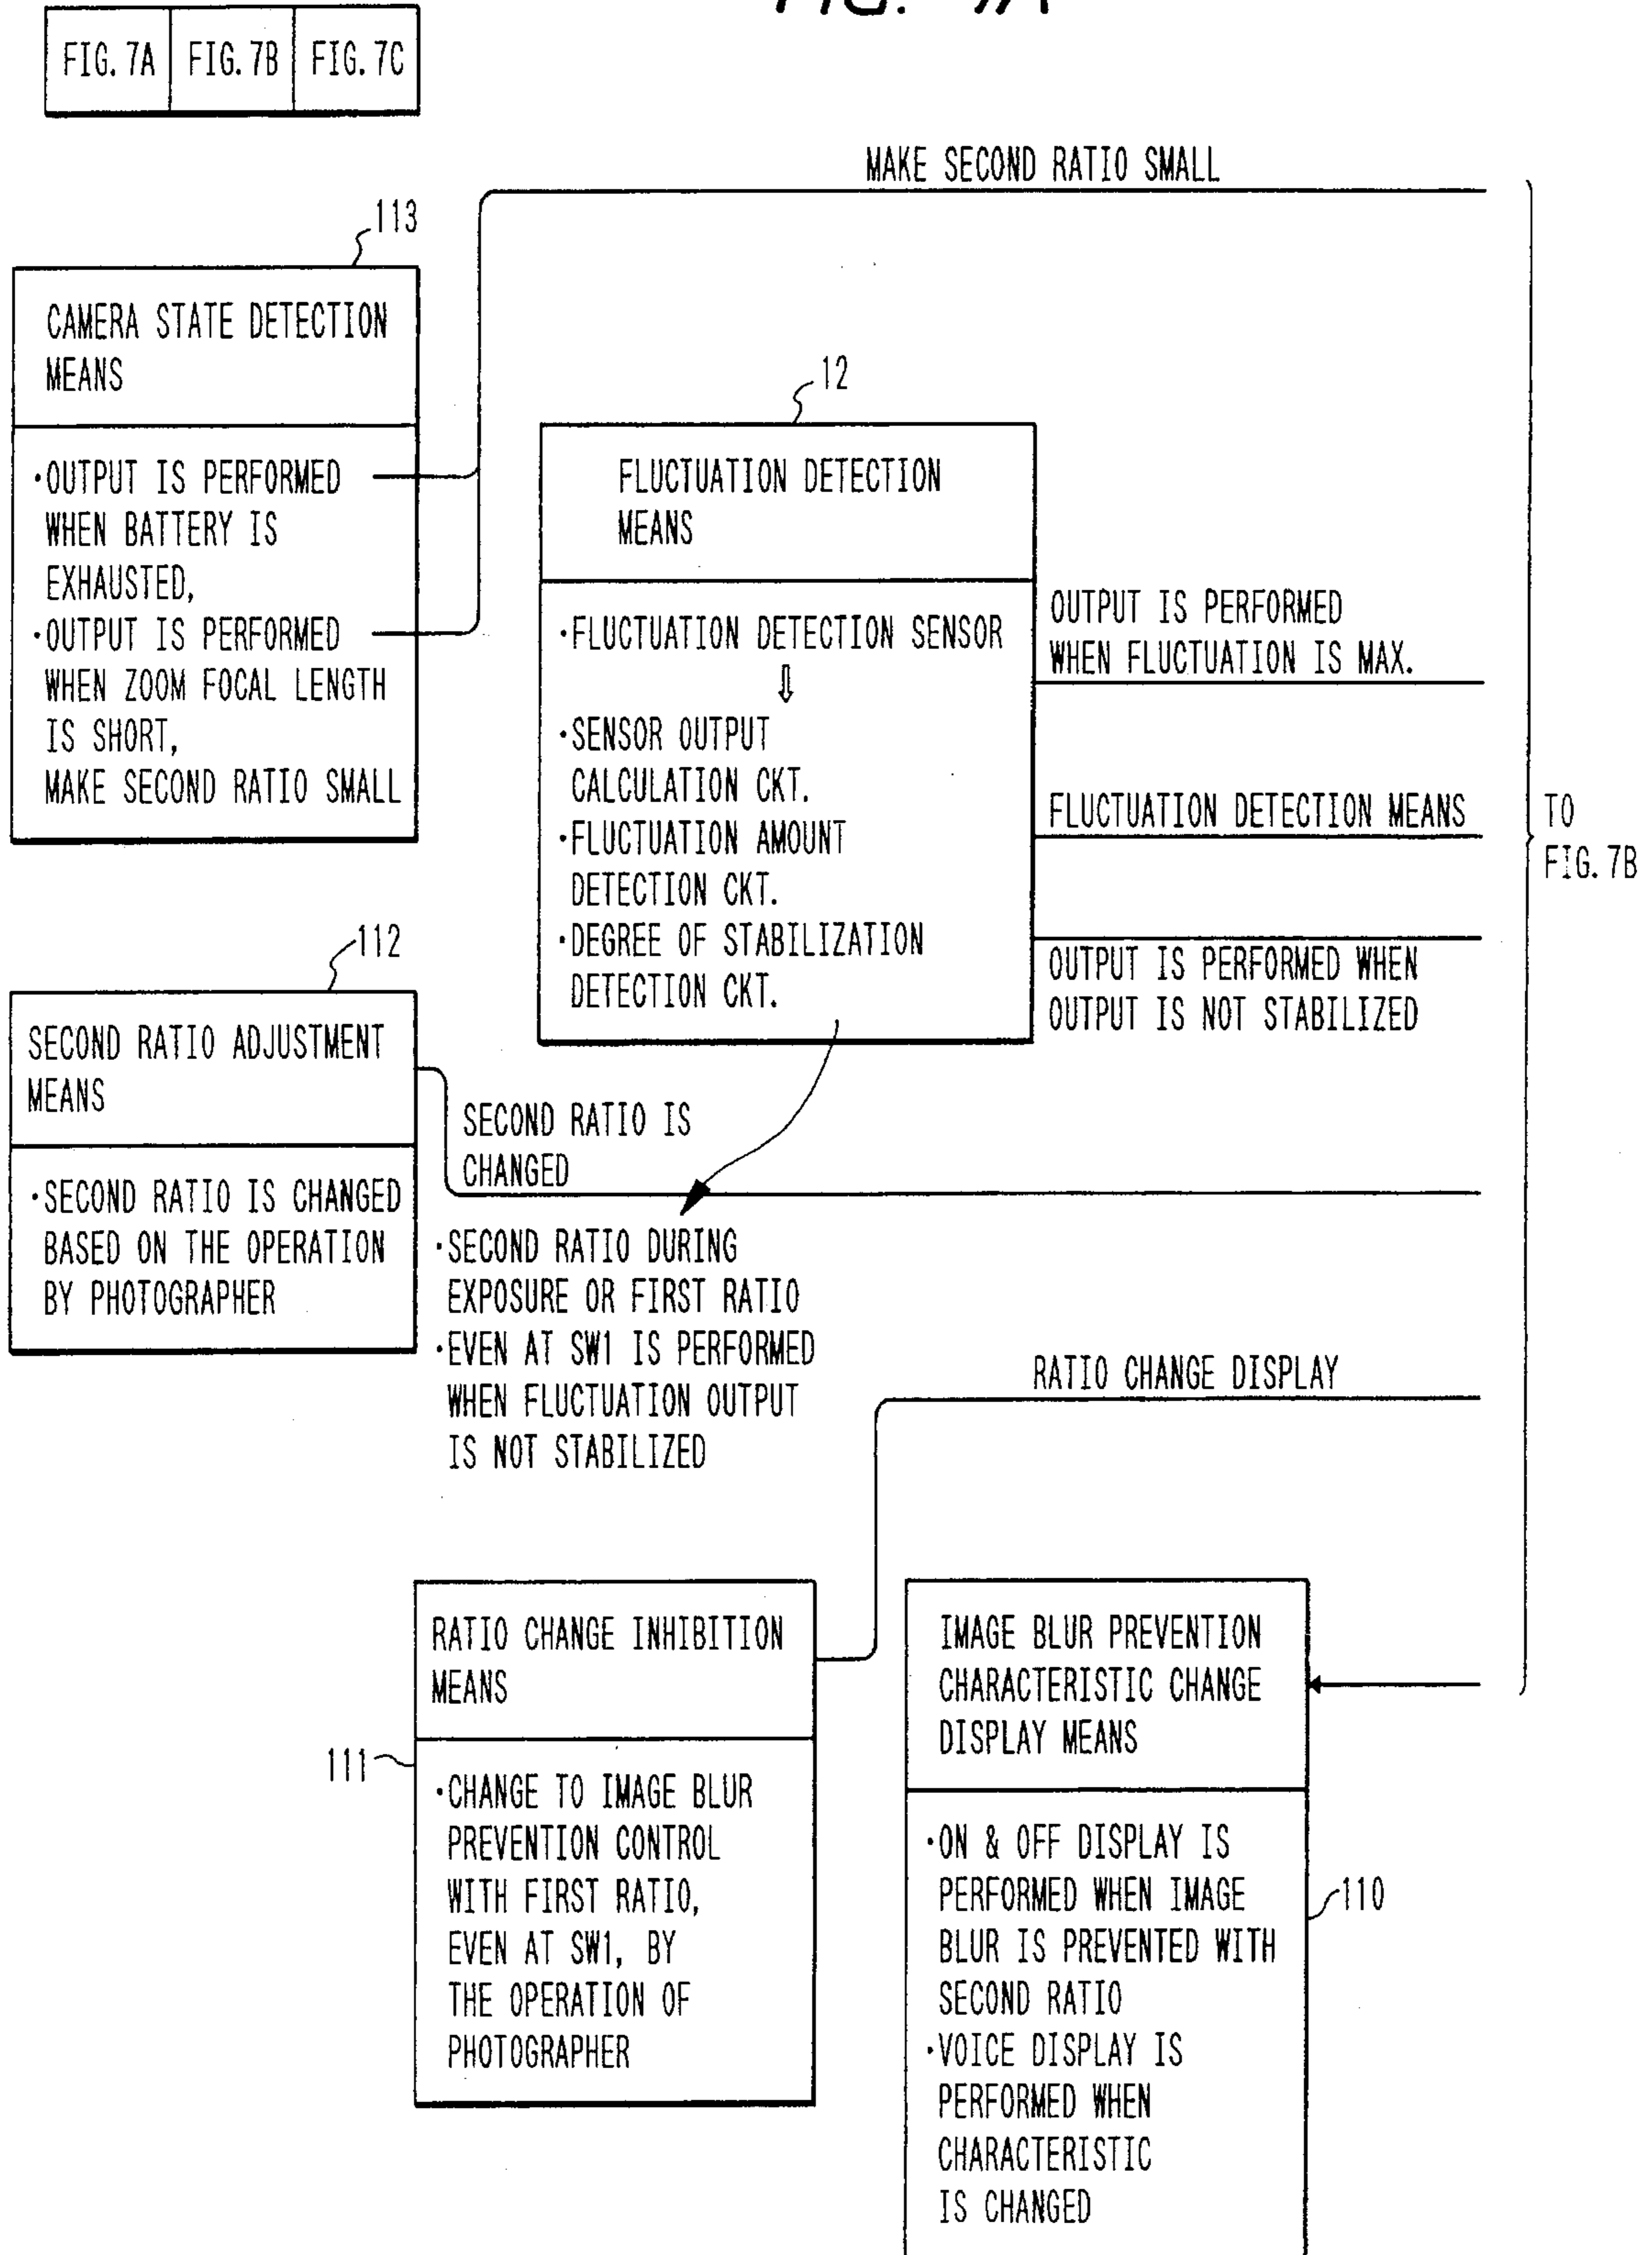 FIG. 7A
FIG. 7A FIG. 7B FIG. 7C
MAKE SECOND RATIO SMALL
113
CAMERA STATE DETECTION
MEANS
·OUTPUT IS PERFORMED
WHEN BATTERY IS
EXHAUSTED,
·OUTPUT IS PERFORMED
WHEN ZOOM FOCAL LENGTH
IS SHORT,
MAKE SECOND RATIO SMALL
12
FLUCTUATION DETECTION
MEANS
·FLUCTUATION DETECTION SENSOR
⇓
·SENSOR OUTPUT
CALCULATION CKT.
·FLUCTUATION AMOUNT
DETECTION CKT.
·DEGREE OF STABILIZATION
DETECTION CKT.
OUTPUT IS PERFORMED
WHEN FLUCTUATION IS MAX.
FLUCTUATION DETECTION MEANS
OUTPUT IS PERFORMED WHEN
OUTPUT IS NOT STABILIZED
TO
FIG. 7B
112
SECOND RATIO ADJUSTMENT
MEANS
·SECOND RATIO IS CHANGED
BASED ON THE OPERATION
BY PHOTOGRAPHER
SECOND RATIO IS
CHANGED
·SECOND RATIO DURING
EXPOSURE OR FIRST RATIO
·EVEN AT SW1 IS PERFORMED
WHEN FLUCTUATION OUTPUT
IS NOT STABILIZED
RATIO CHANGE DISPLAY
RATIO CHANGE INHIBITION
MEANS
111
·CHANGE TO IMAGE BLUR
PREVENTION CONTROL
WITH FIRST RATIO,
EVEN AT SW1, BY
THE OPERATION OF
PHOTOGRAPHER
IMAGE BLUR PREVENTION
CHARACTERISTIC CHANGE
DISPLAY MEANS
·ON & OFF DISPLAY IS
PERFORMED WHEN IMAGE
BLUR IS PREVENTED WITH
SECOND RATIO
·VOICE DISPLAY IS
PERFORMED WHEN
CHARACTERISTIC
IS CHANGED
110